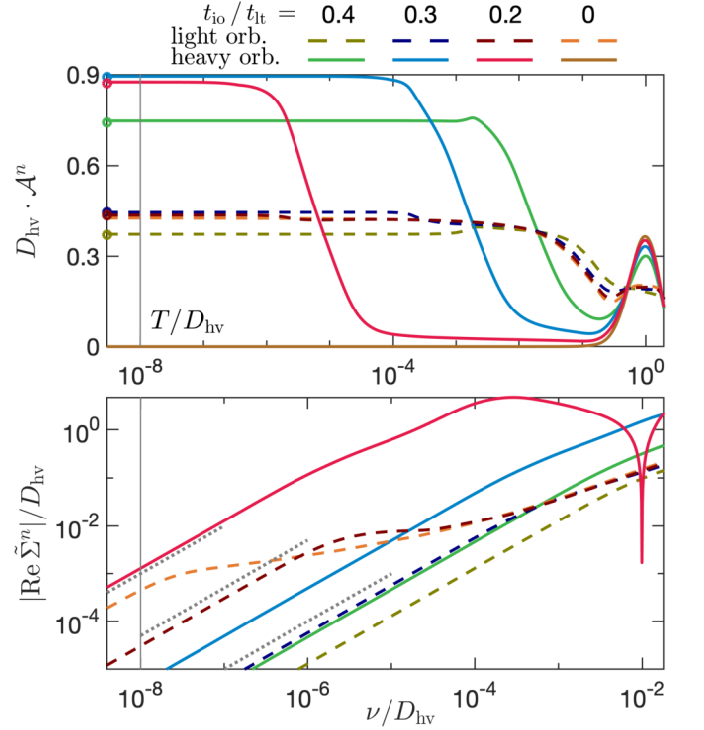 t_io / t_lt = 0.4 0.3 0.2 0
light orb.
heavy orb.
0.9
0.6
0.3
0
D_hv · 𝒜^n
T/D_hv
10^-8 10^-4 10^0
10^0
10^-2
10^-4
|Re Σ̃^n|/D_hv
10^-8 10^-6 10^-4 10^-2
ν/D_hv